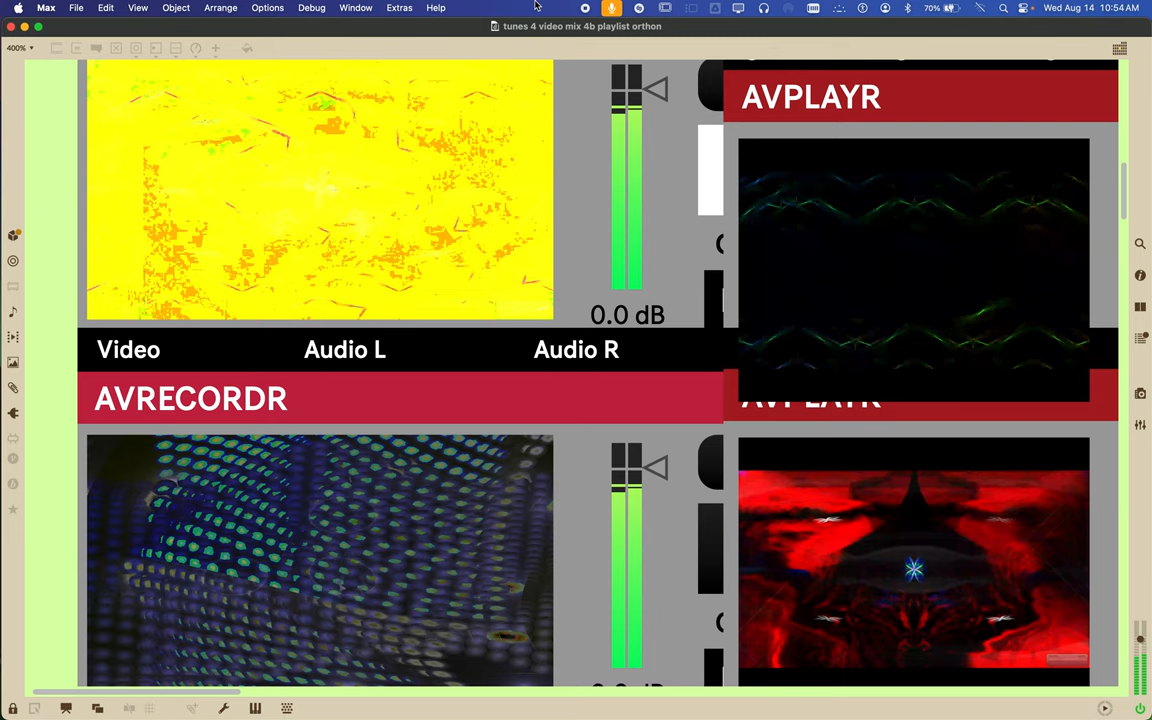 Max File Edit View Object Arrange Options Debug Window Extras Help 70% Wed Aug 14 10:54 AM
tunes 4 video mix 4b playlist orthon
400%
AVPLAYR
0.0 dB
Video Audio L Audio R
AVRECORDR